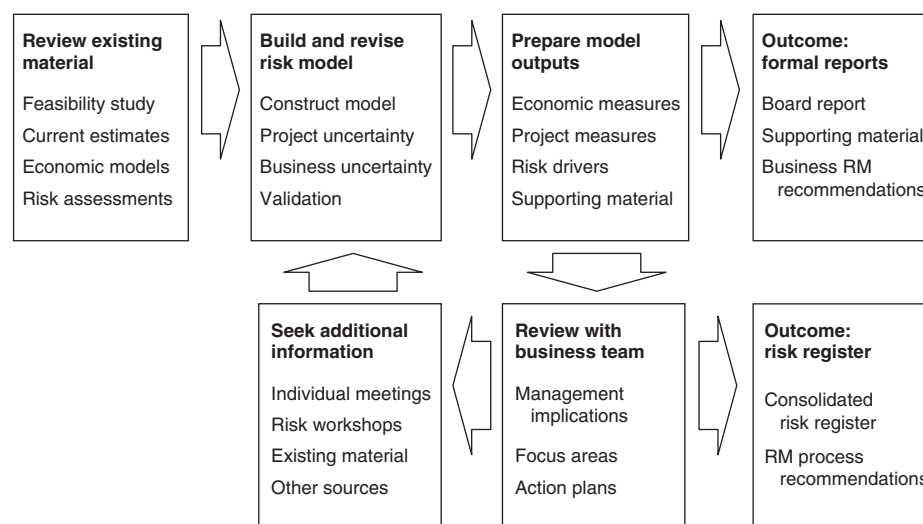 Review existing
material
Feasibility study
Current estimates
Economic models
Risk assessments
Build and revise
risk model
Construct model
Project uncertainty
Business uncertainty
Validation
Prepare model
outputs
Economic measures
Project measures
Risk drivers
Supporting material
Outcome:
formal reports
Board report
Supporting material
Business RM
recommendations
Seek additional
information
Individual meetings
Risk workshops
Existing material
Other sources
Review with
business team
Management
implications
Focus areas
Action plans
Outcome:
risk register
Consolidated
risk register
RM process
recommendations